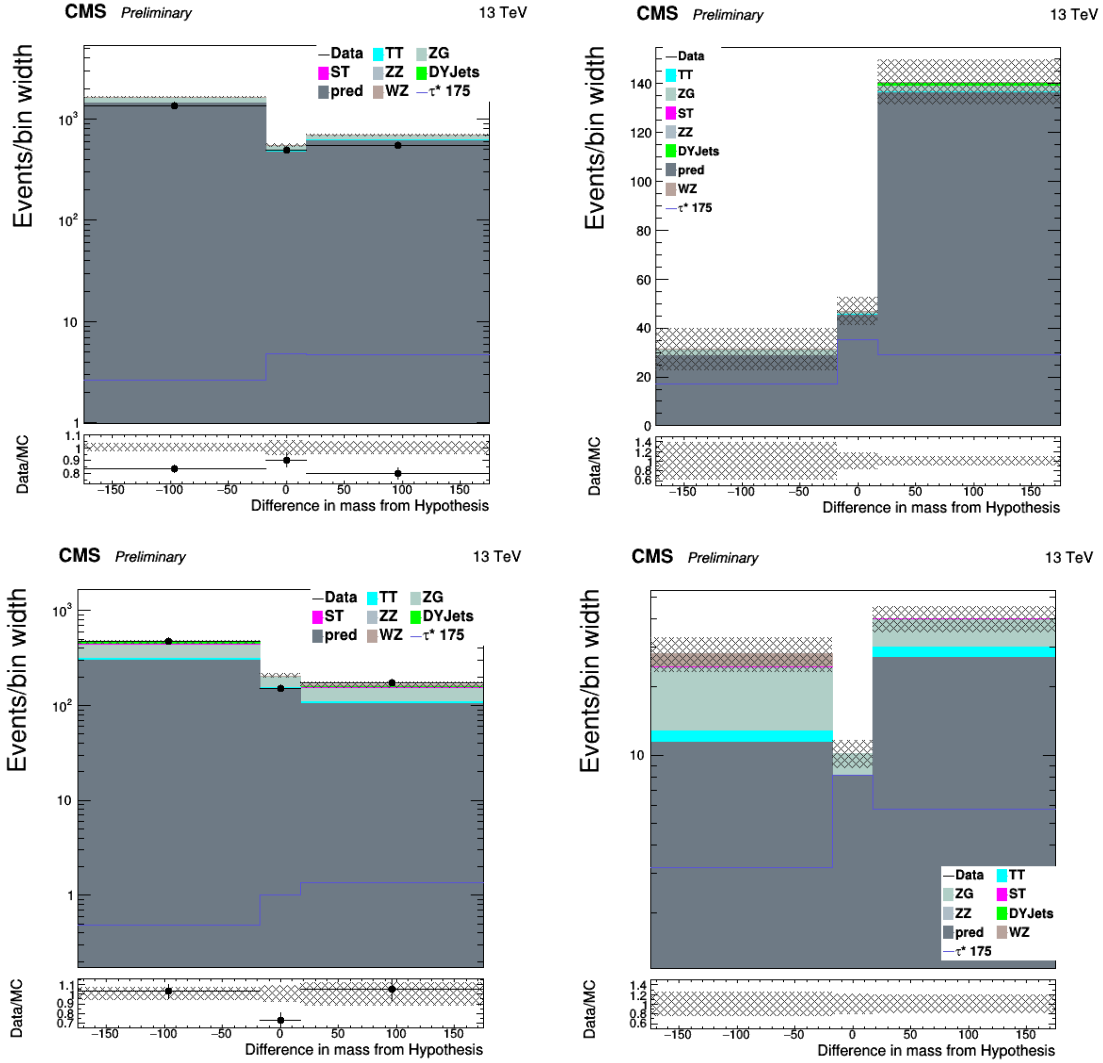 CMS Preliminary 13 TeV
Events/bin width
10³
10²
10
1
Data TT ZG
ST ZZ DYJets
pred WZ τ* 175
Data/MC
1.1
1
0.9
0.8
−150 −100 −50 0 50 100 150
Difference in mass from Hypothesis
CMS Preliminary 13 TeV
Events/bin width
140
120
100
80
60
40
20
0
Data
TT
ZG
ST
ZZ
DYJets
pred
WZ
τ* 175
Data/MC
1.4
1.2
1
0.8
0.6
−150 −100 −50 0 50 100 150
Difference in mass from Hypothesis
CMS Preliminary 13 TeV
Events/bin width
10³
10²
10
1
Data TT ZG
ST ZZ DYJets
pred WZ τ* 175
Data/MC
1.1
1
0.9
0.8
0.7
−150 −100 −50 0 50 100 150
Difference in mass from Hypothesis
CMS Preliminary 13 TeV
Events/bin width
10
Data TT
ZG ST
ZZ DYJets
pred WZ
τ* 175
Data/MC
1.4
1.2
1
0.8
0.6
−150 −100 −50 0 50 100 150
Difference in mass from Hypothesis